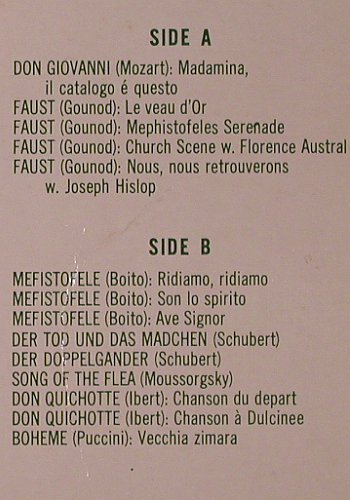 SIDE A
DON GIOVANNI (Mozart): Madamina,
il catalogo é questo
FAUST (Gounod): Le veau d'Or
FAUST (Gounod): Mephistofeles Serenade
FAUST (Gounod): Church Scene w. Florence Austral
FAUST (Gounod): Nous, nous retrouverons
w. Joseph Hislop
SIDE B
MEFISTOFELE (Boito): Ridiamo, ridiamo
MEFISTOFELE (Boito): Son lo spirito
MEFISTOFELE (Boito): Ave Signor
DER TOD UND DAS MADCHEN (Schubert)
DER DOPPELGANDER (Schubert)
SONG OF THE FLEA (Moussorgsky)
DON QUICHOTTE (Ibert): Chanson du depart
DON QUICHOTTE (Ibert): Chanson à Dulcinee
BOHEME (Puccini): Vecchia zimara